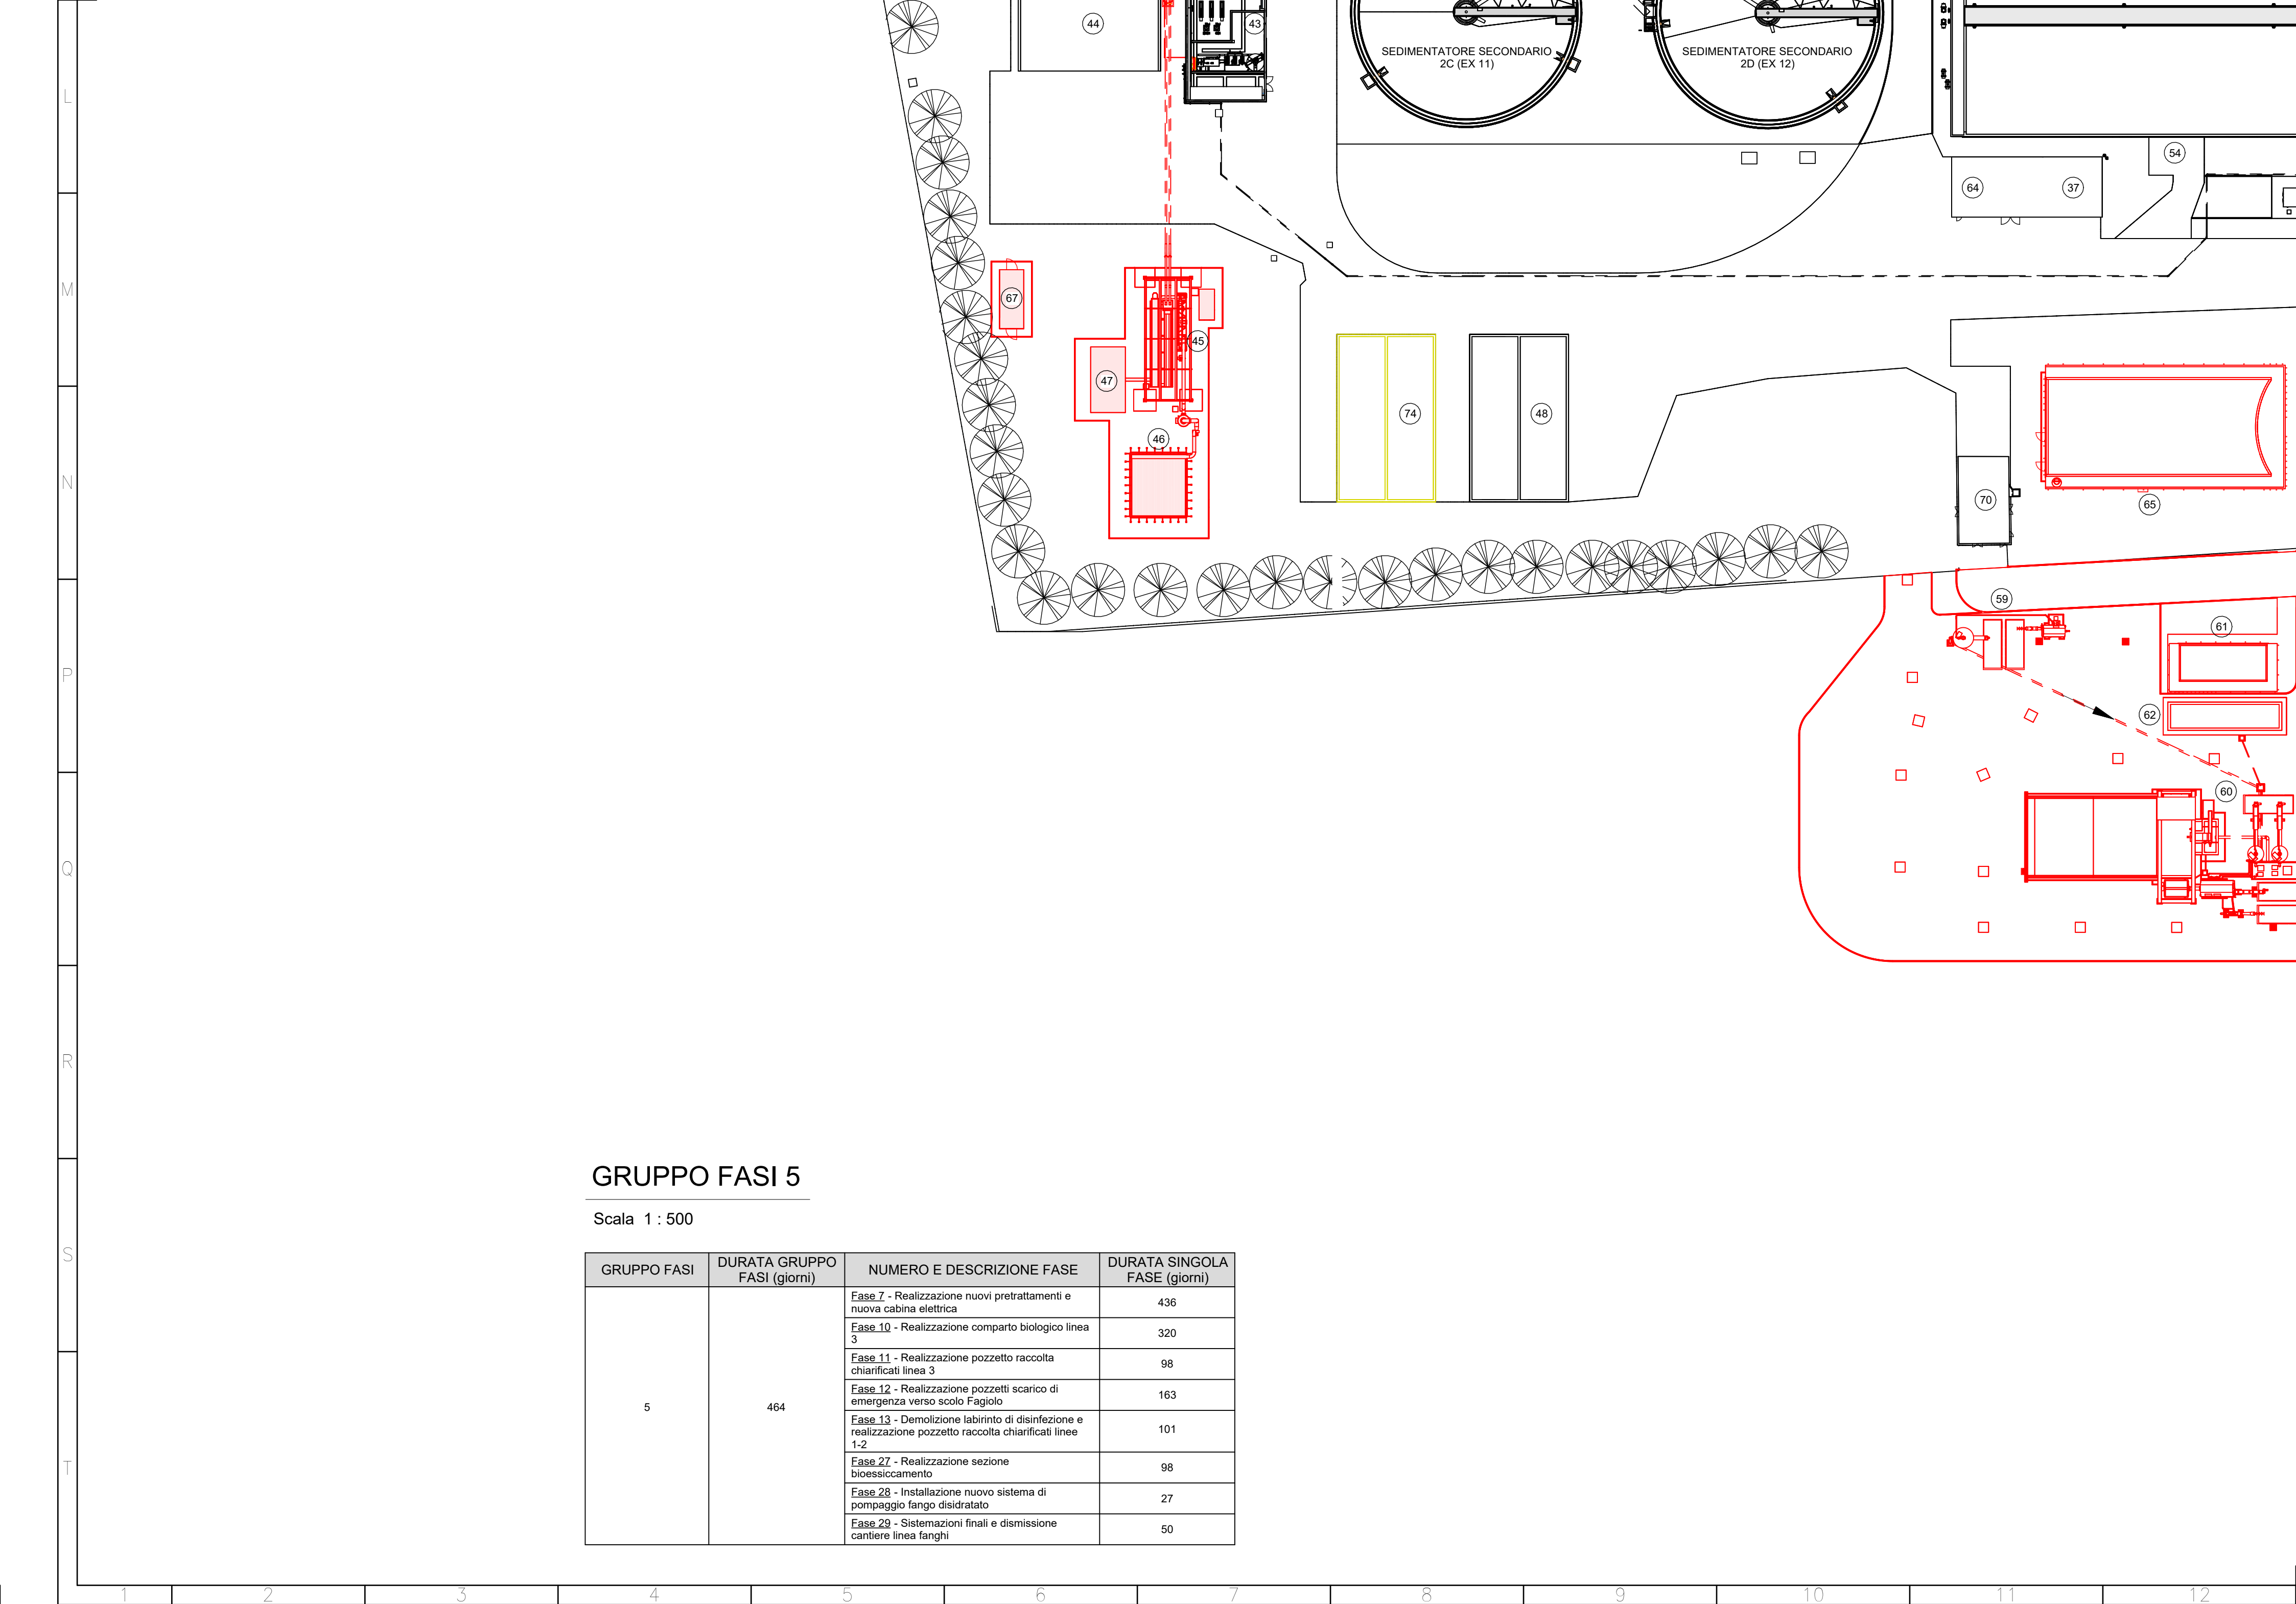 44
43
SEDIMENTATORE SECONDARIO
2C (EX 11)
SEDIMENTATORE SECONDARIO
2D (EX 12)
L
54
64
37
M
67
45
47
74
48
46
N
70
65
59
61
P
62
60
Q
R
GRUPPO FASI 5
Scala 1 : 500
S
GRUPPO FASI
DURATA GRUPPO
FASI (giorni)
NUMERO E DESCRIZIONE FASE
DURATA SINGOLA
FASE (giorni)
5
464
Fase 7 - Realizzazione nuovi pretrattamenti e
nuova cabina elettrica
436
Fase 10 - Realizzazione comparto biologico linea
3
320
Fase 11 - Realizzazione pozzetto raccolta
chiarificati linea 3
98
Fase 12 - Realizzazione pozzetti scarico di
emergenza verso scolo Fagiolo
163
Fase 13 - Demolizione labirinto di disinfezione e
realizzazione pozzetto raccolta chiarificati linee
1-2
101
Fase 27 - Realizzazione sezione
bioessiccamento
98
Fase 28 - Installazione nuovo sistema di
pompaggio fango disidratato
27
Fase 29 - Sistemazioni finali e dismissione
cantiere linea fanghi
50
T
1 2 3 4 5 6 7 8 9 10 11 12